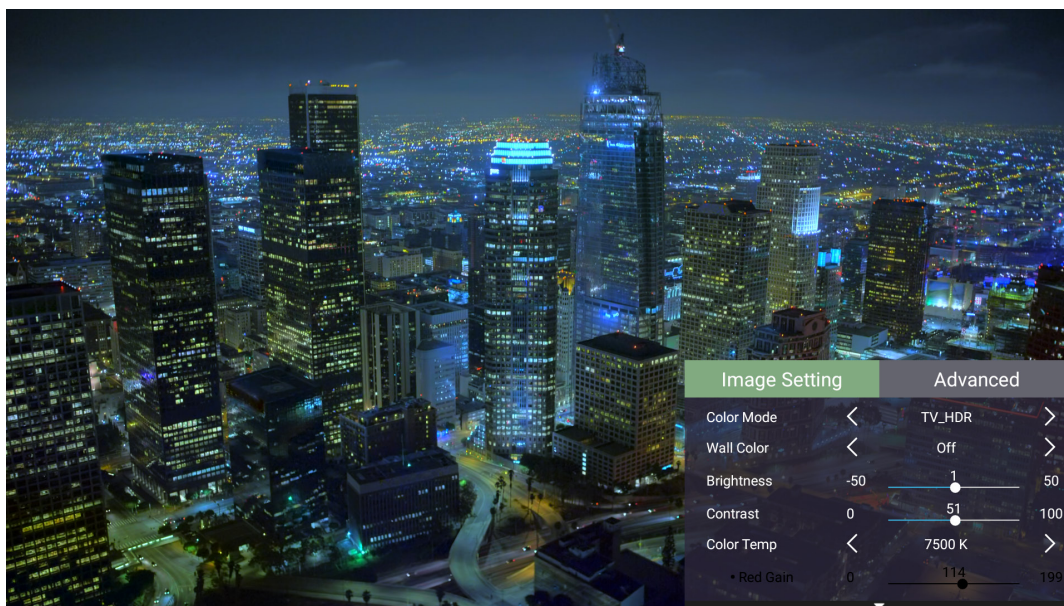 Image Setting Advanced
Color Mode TV_HDR
Wall Color Off
Brightness -50 1 50
Contrast 0 51 100
Color Temp 7500 K
• Red Gain 0 114 199